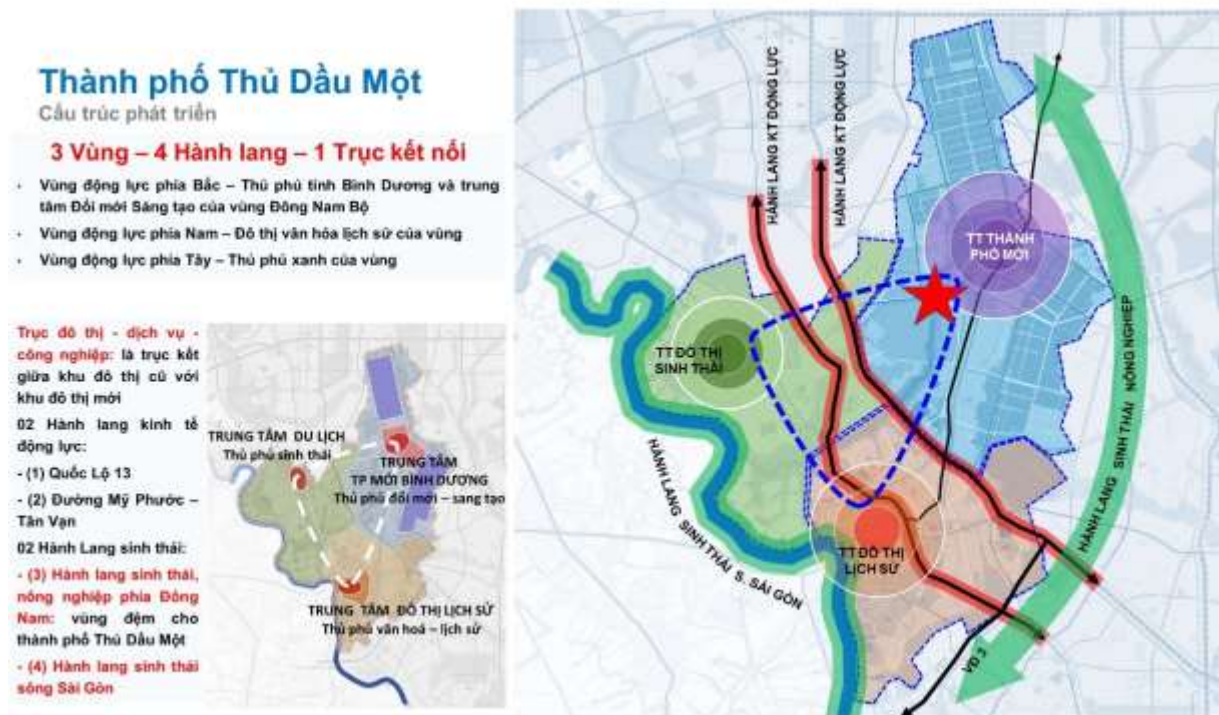 Thành phố Thủ Dầu Một
Cấu trúc phát triển
3 Vùng – 4 Hành lang – 1 Trục kết nối
- Vùng động lực phía Bắc – Thủ phủ tỉnh Bình Dương và trung
tâm Đổi mới Sáng tạo của vùng Đông Nam Bộ
- Vùng động lực phía Nam – Đô thị văn hóa lịch sử của vùng
- Vùng động lực phía Tây – Thủ phủ xanh của vùng
Trục đô thị - dịch vụ -
công nghiệp: là trục kết
giữa khu đô thị cũ với
khu đô thị mới
02 Hành lang kinh tế
động lực:
- (1) Quốc Lộ 13
- (2) Đường Mỹ Phước –
Tân Vạn
02 Hành Lang sinh thái:
- (3) Hành lang sinh thái,
nông nghiệp phía Đông
Nam: vùng đệm cho
thành phố Thủ Dầu Một
- (4) Hành lang sinh thái
sông Sài Gòn
TRUNG TÂM DU LỊCH
Thủ phủ sinh thái
TRUNG TÂM
TP MỚI BÌNH DƯƠNG
Thủ phủ đổi mới – sang tạo
TRUNG TÂM ĐÔ THỊ LỊCH SỬ
Thủ phủ văn hoá – lịch sử
HÀNH LANG KT ĐỘNG LỰC
HÀNH LANG KT ĐỘNG LỰC
TT THÀNH
PHỐ MỚI
TT ĐÔ THỊ
SINH THÁI
HÀNH LANG SINH THÁI NÔNG NGHIỆP
HÀNH LANG SINH THÁI S. SÀI GÒN
TT ĐÔ THỊ
LỊCH SỬ
VĐ 3